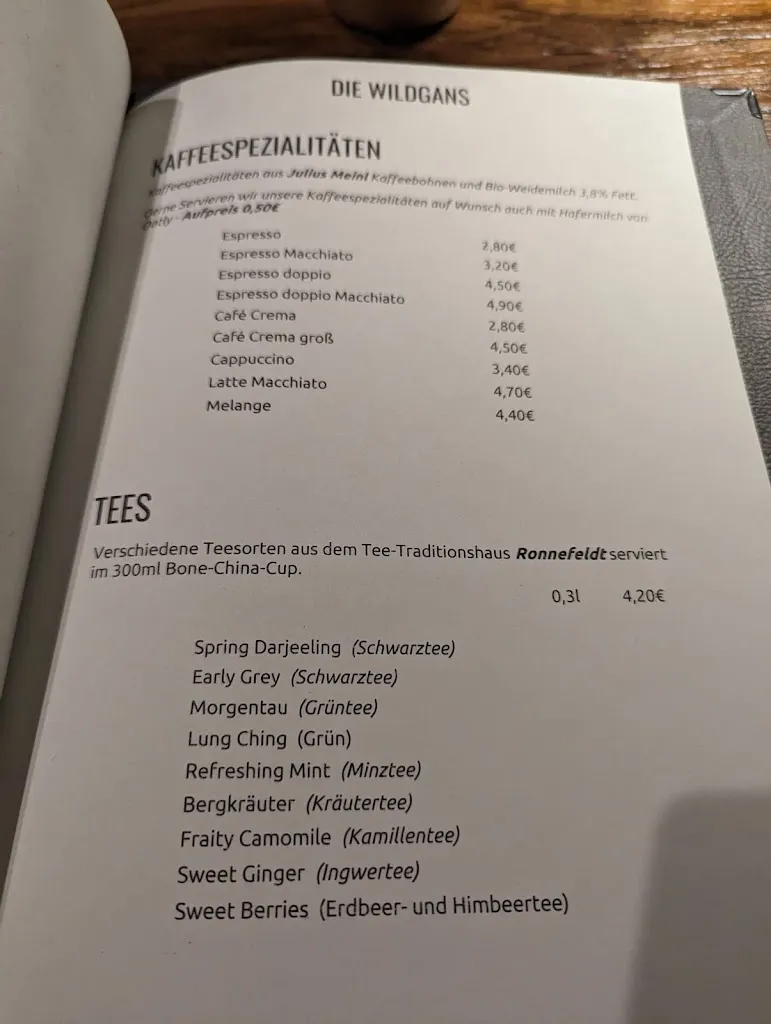 DIE WILDGANS
KAFFEESPEZIALITÄTEN
Kaffeespezialitäten aus Julius Meinl Kaffeebohnen und Bio-Weidemilch 3,8% Fett.
Gerne Servieren wir unsere Kaffeespezialitäten auf Wunsch auch mit Hafermilch von
Oatly - Aufpreis 0,50€
Espresso 2,80€
Espresso Macchiato 3,20€
Espresso doppio 4,50€
Espresso doppio Macchiato 4,90€
Café Crema 2,80€
Café Crema groß 4,50€
Cappuccino 3,40€
Latte Macchiato 4,70€
Melange 4,40€
TEES
Verschiedene Teesorten aus dem Tee-Traditionshaus Ronnefeldt serviert
im 300ml Bone-China-Cup.
0,3l 4,20€
Spring Darjeeling (Schwarztee)
Early Grey (Schwarztee)
Morgentau (Grüntee)
Lung Ching (Grün)
Refreshing Mint (Minztee)
Bergkräuter (Kräutertee)
Fraity Camomile (Kamillentee)
Sweet Ginger (Ingwertee)
Sweet Berries (Erdbeer- und Himbeertee)